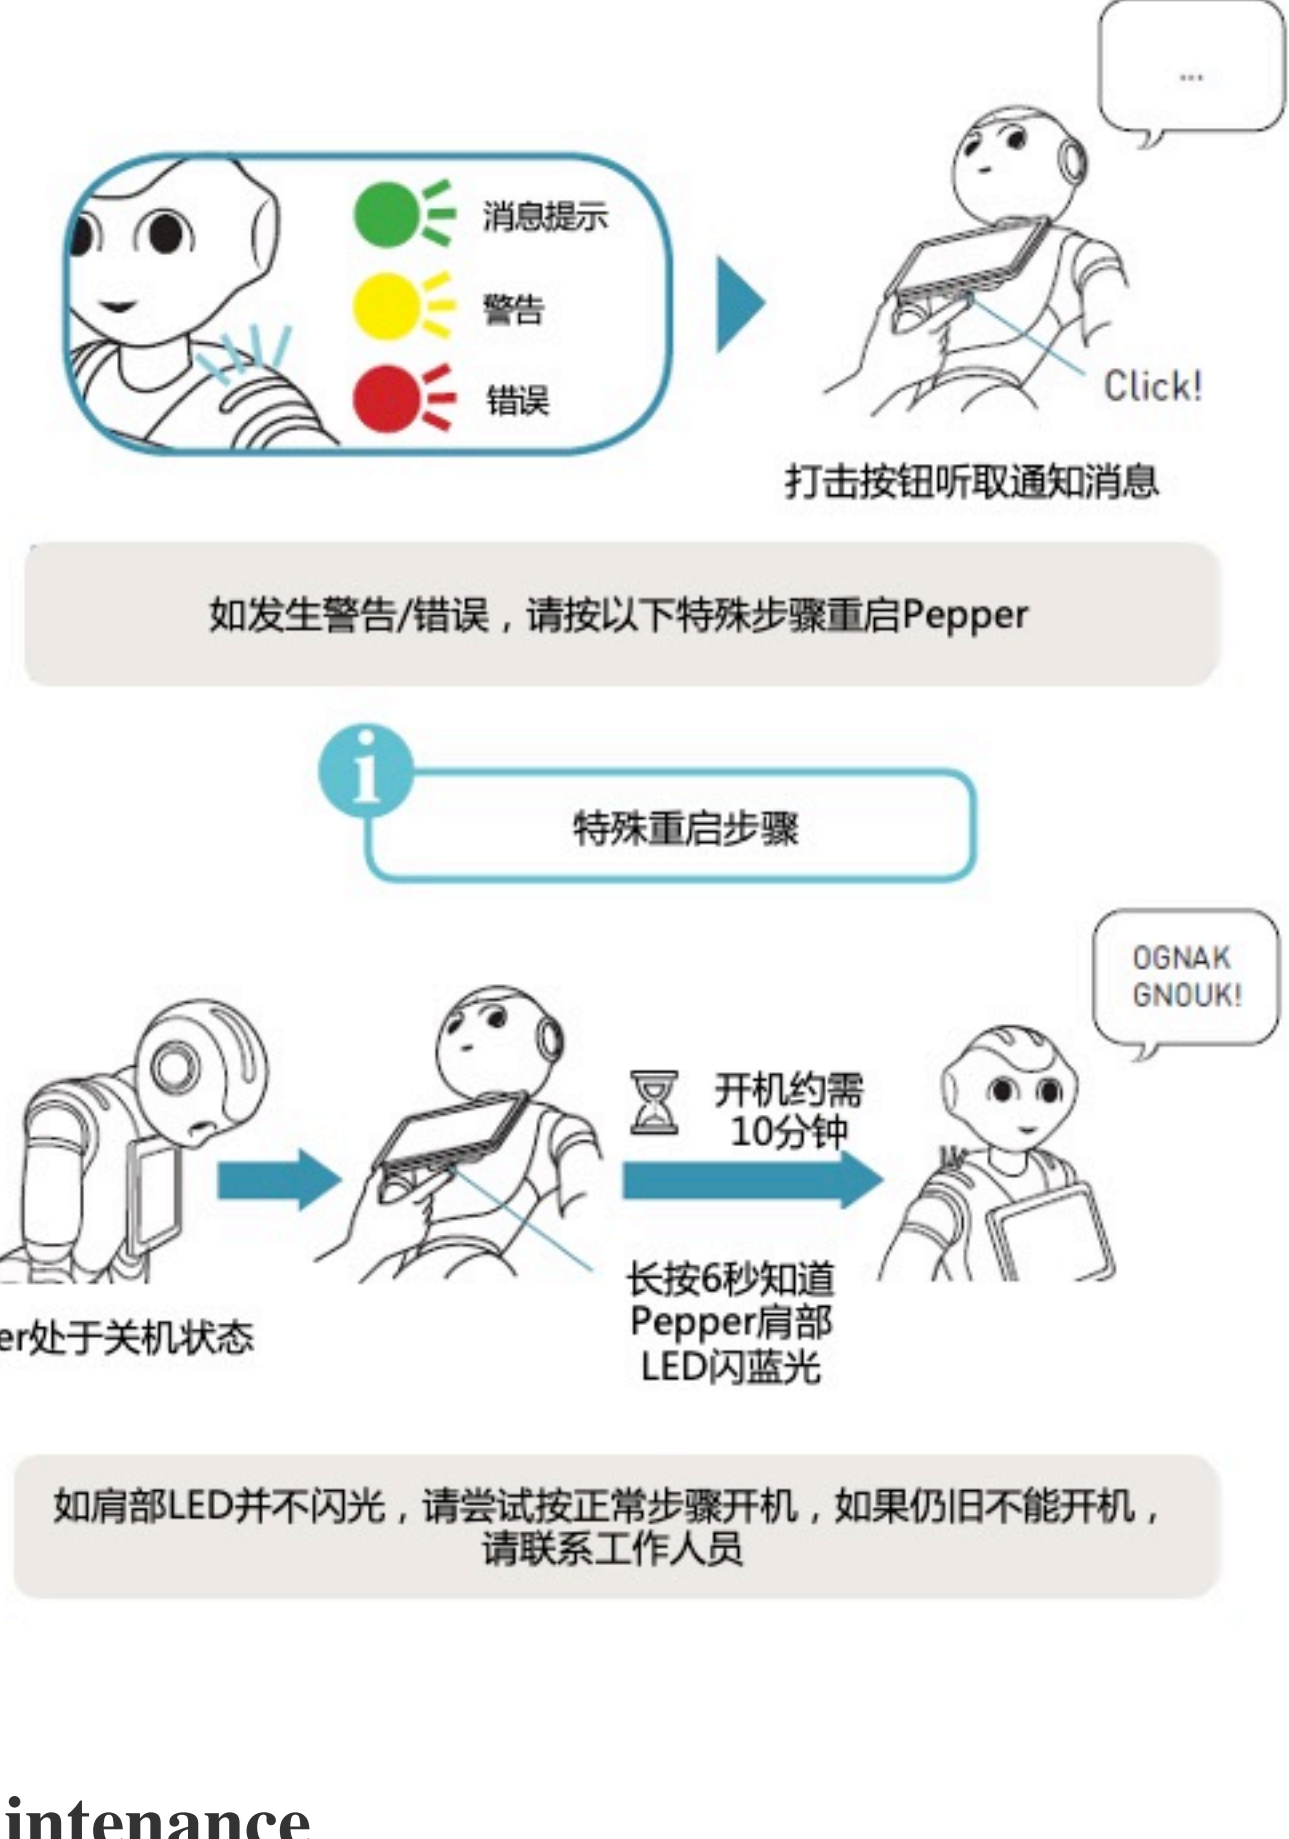 ...
消息提示
警告
错误
Click!
打击按钮听取通知消息
如发生警告/错误，请按以下特殊步骤重启Pepper
i
特殊重启步骤
OGNAK
GNOUK!
开机约需
10分钟
长按6秒知道
Pepper肩部
LED闪蓝光
er处于关机状态
如肩部LED并不闪光，请尝试按正常步骤开机，如果仍旧不能开机，
请联系工作人员
intenance